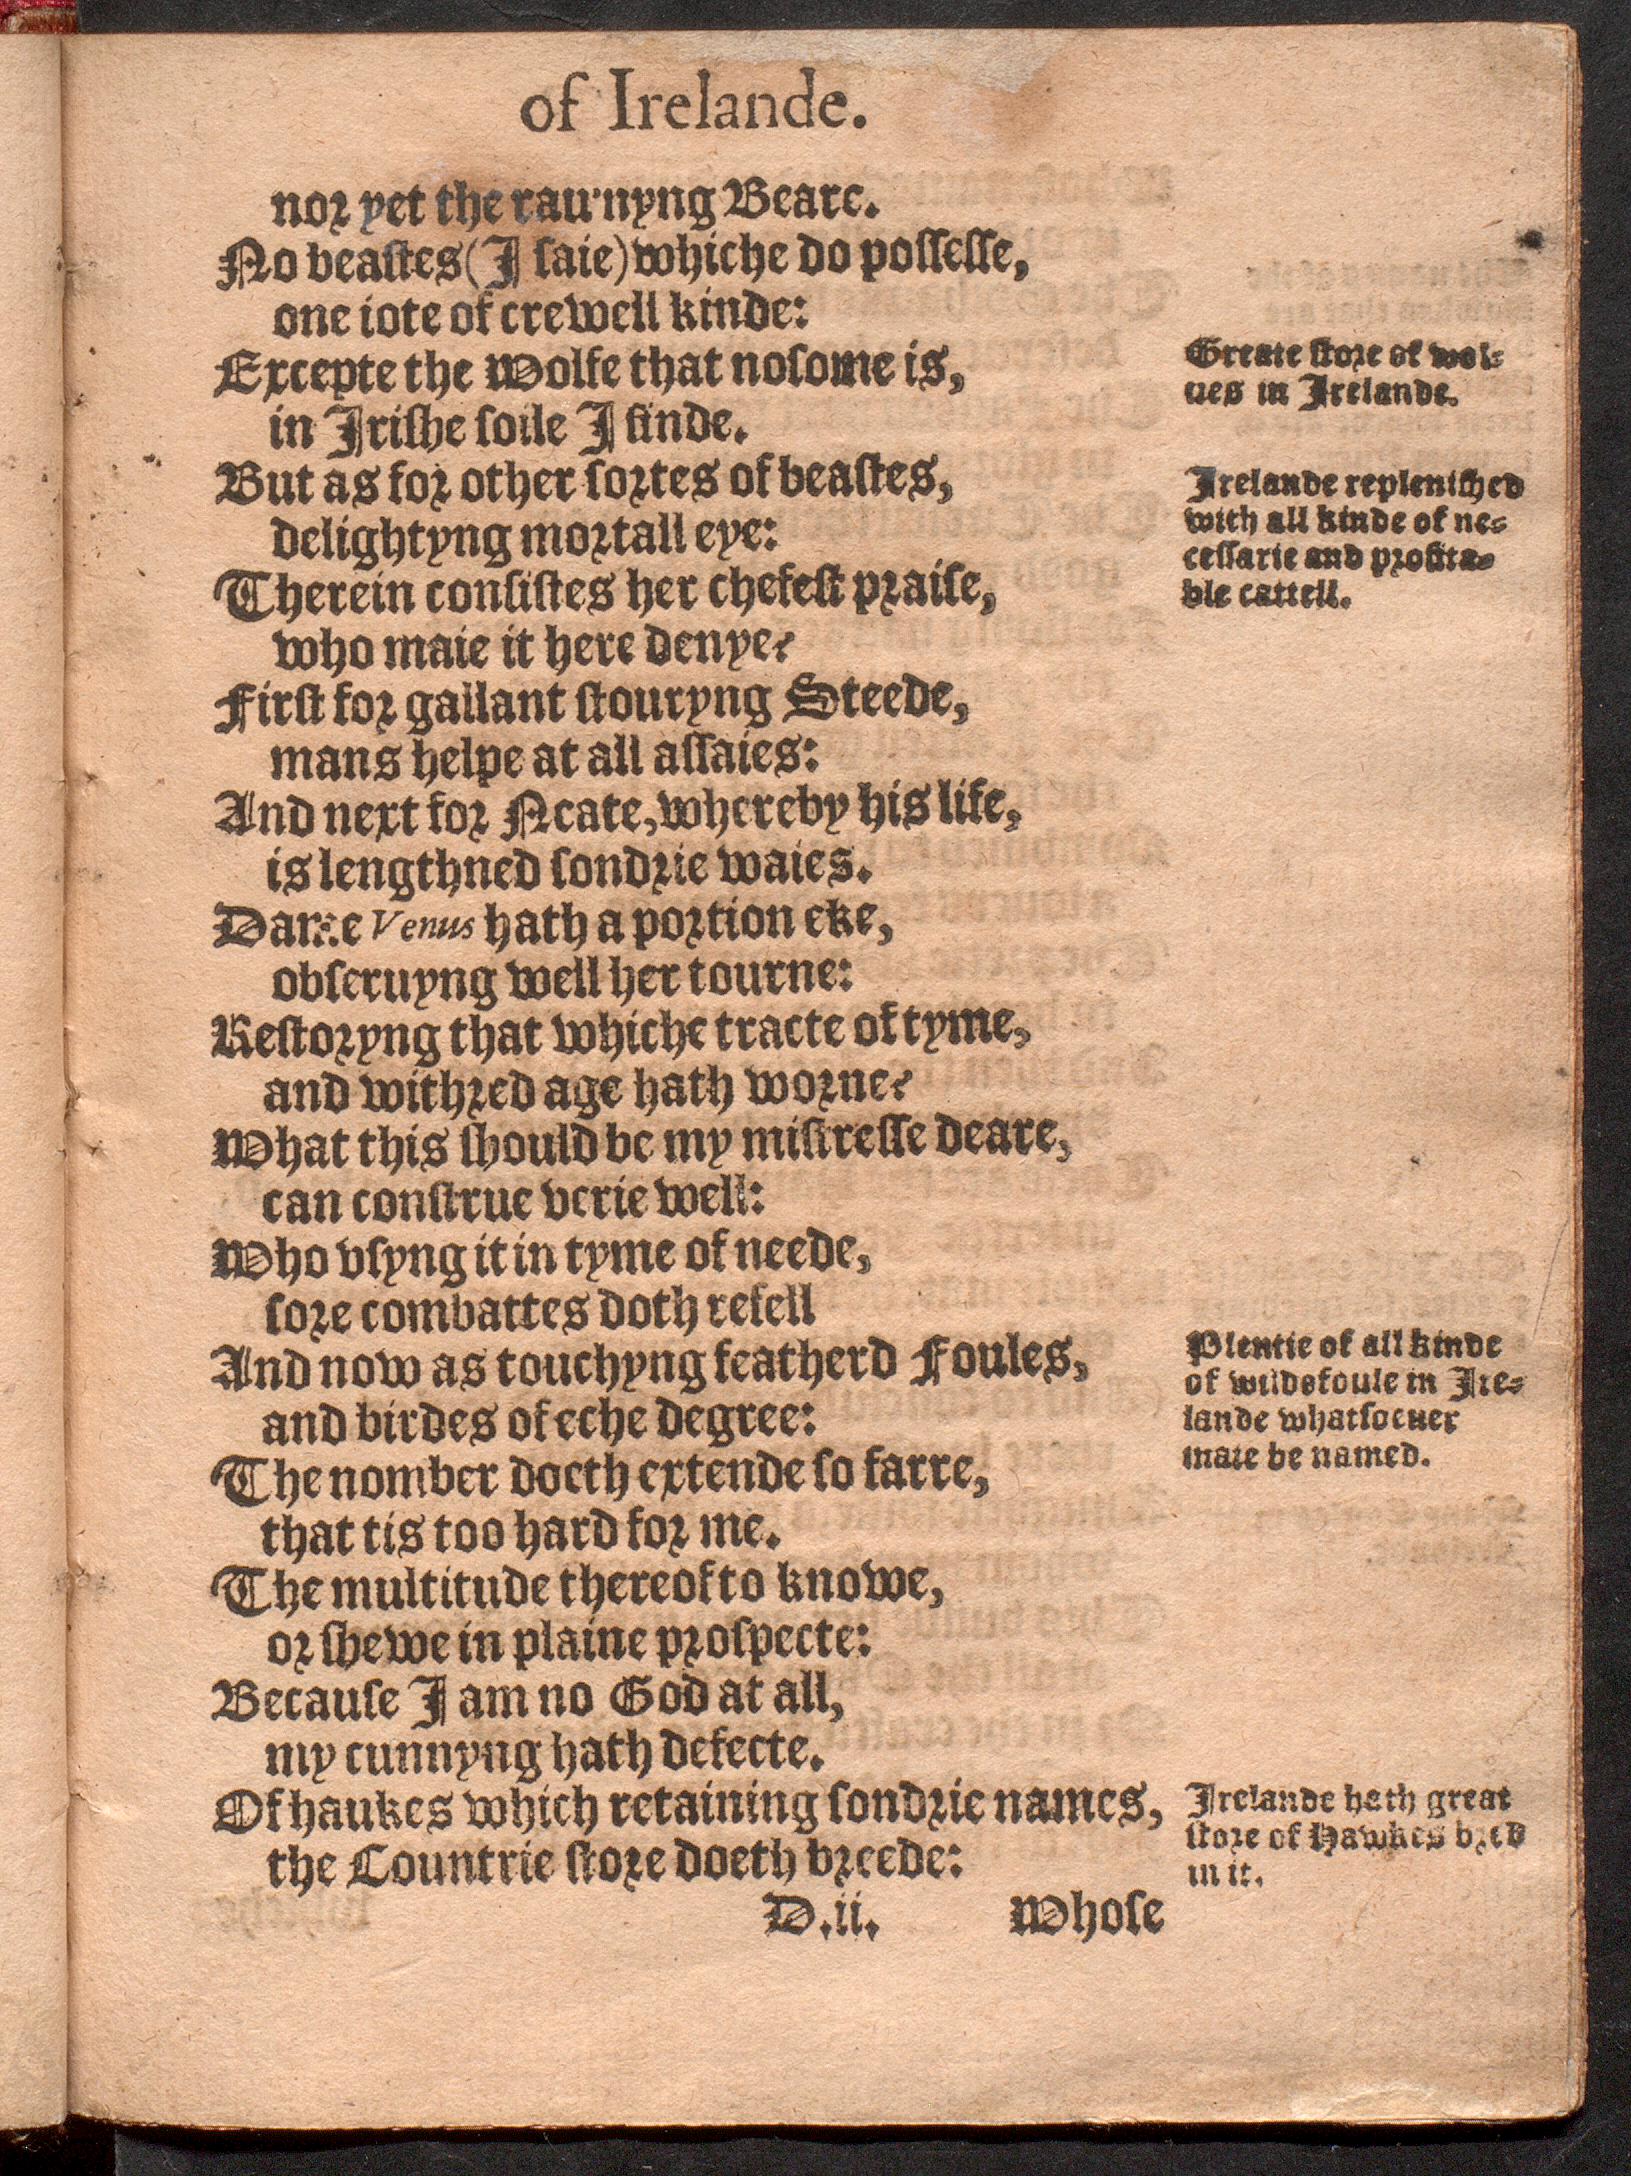 of Irelande.
nor yet the rau'nyng Beare.
No beastes (I saie) whiche do possesse,
one iote of crewell kinde:
Excepte the Wolfe that nosome is,
in Irishe soile I finde.
Greate store of wol-
ues in Irelande.
But as for other sortes of beastes,
delightyng mortall eye:
Therein consistes her chefest praise,
who maie it here denye?
Irelande replenished
with all kinde of ne-
cessarie and profita-
ble cattell.
First for gallant stouryng Steede,
mans helpe at all assaies:
And next for Neate, whereby his life,
is lengthned sondrie waies.
Dame Venus hath a portion eke,
obseruyng well her tourne:
Restoryng that whiche tracte of tyme,
and withred age hath worne?
What this should be my mistresse deare,
can construe verie well:
Who vsyng it in tyme of neede,
sore combattes doth refell
And now as touchyng featherd Foules,
and birdes of eche degree:
The nomber doeth extende so farre,
that tis too hard for me.
Plentie of all kinde
of wildefoule in Ire-
lande whatsoeuer
maie be named.
The multitude thereof to knowe,
or shewe in plaine prospecte:
Because I am no God at all,
my cunnyng hath defecte.
Of haukes which retaining sondrie names,
the Countrie store doeth breede:
Irelande hath great
store of Hawkes bred
in it.
D.ii.
Whose